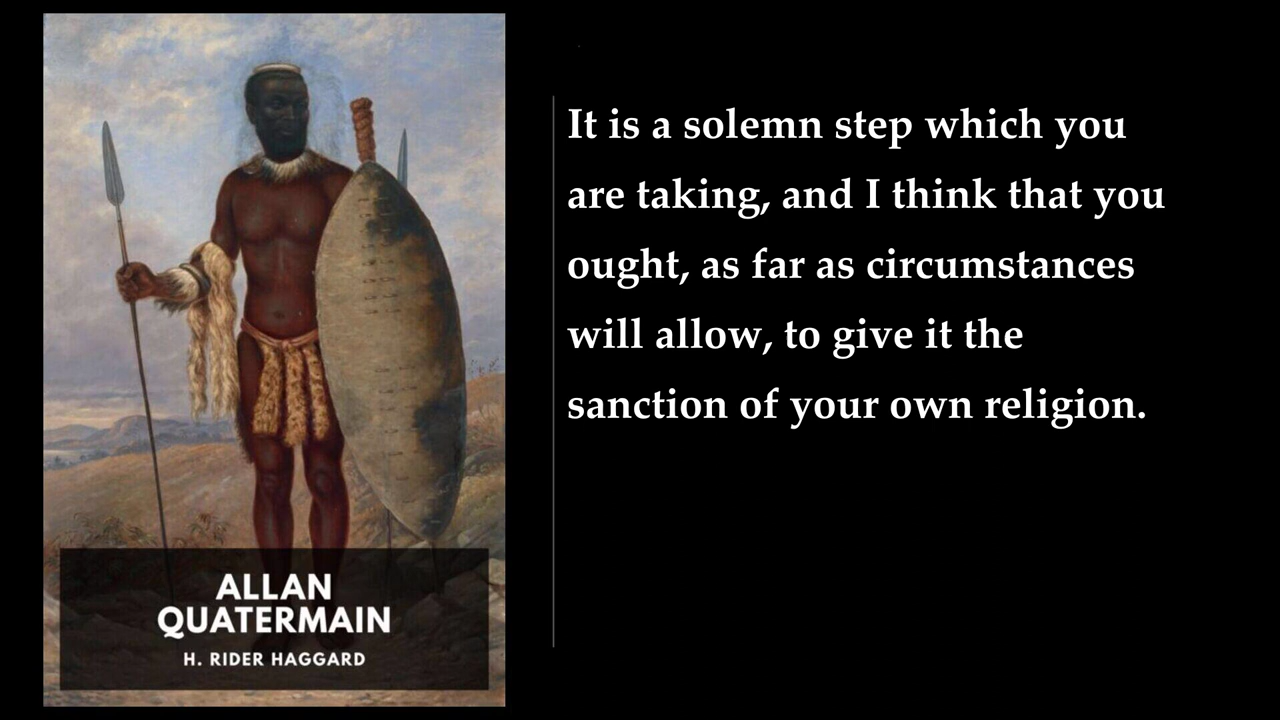 ALLAN
QUATERMAIN
H. RIDER HAGGARD
It is a solemn step which you
are taking, and I think that you
ought, as far as circumstances
will allow, to give it the
sanction of your own religion.